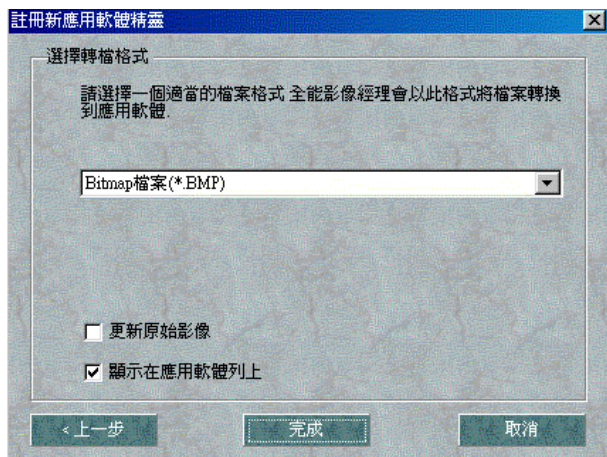 註冊新應用軟體精靈
選擇轉檔格式
請選擇一個適當的檔案格式 全能影像經理會以此格式將檔案轉換
到應用軟體.
Bitmap檔案(*.BMP)
更新原始影像
顯示在應用軟體列上
<上一步
完成
取消